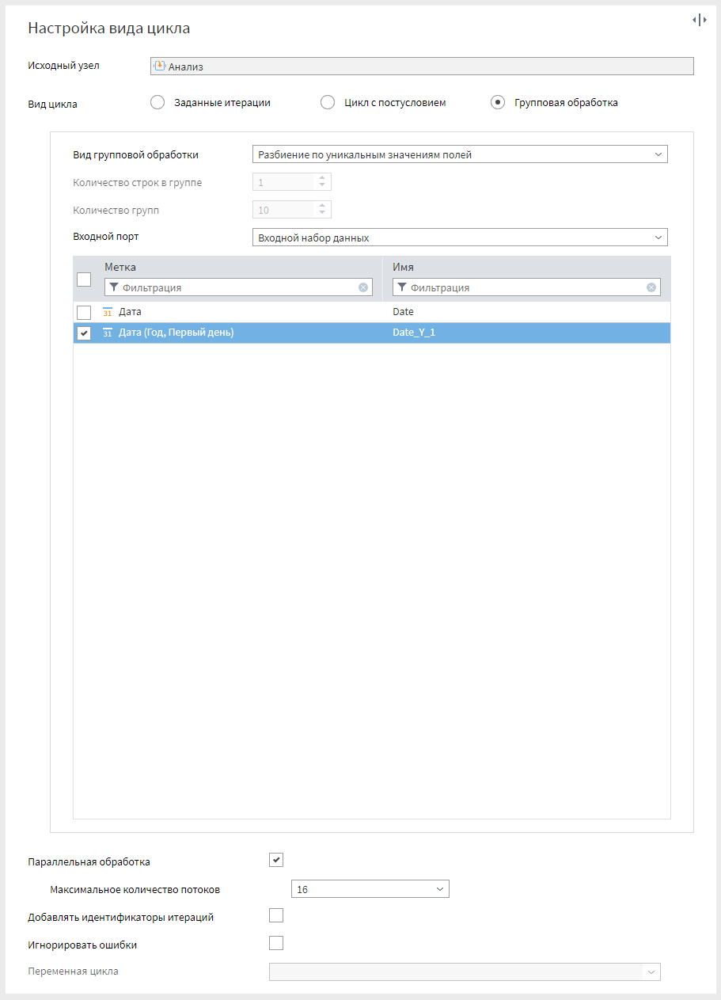 Настройка вида цикла
Исходный узел
Анализ
Вид цикла
Заданные итерации
Цикл с постусловием
Групповая обработка
Вид групповой обработки
Разбиение по уникальным значениям полей
Количество строк в группе
1
Количество групп
10
Входной порт
Входной набор данных
Метка
Имя
Фильтрация
Фильтрация
31 Дата
Date
31 Дата (Год, Первый день)
Date_Y_1
Параллельная обработка
Максимальное количество потоков
16
Добавлять идентификаторы итераций
Игнорировать ошибки
Переменная цикла